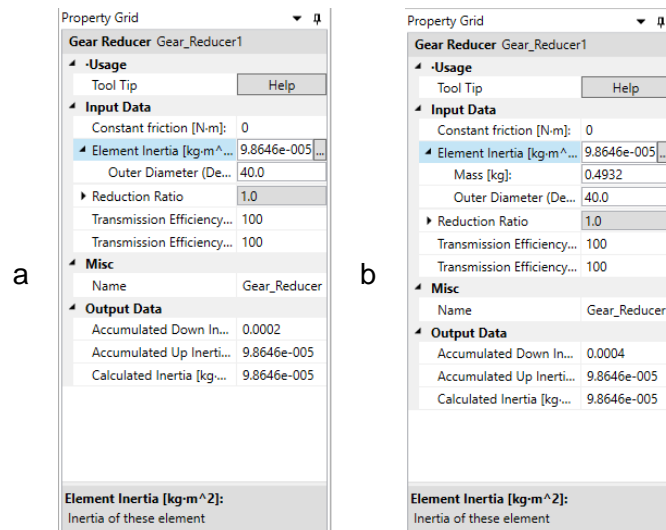 Property Grid
Gear Reducer Gear_Reducer1
·Usage
Tool Tip Help
Input Data
Constant friction [N·m]: 0
Element Inertia [kg·m^... 9.8646e-005 ...
Outer Diameter (De... 40.0
Reduction Ratio 1.0
Transmission Efficiency... 100
Transmission Efficiency... 100
Misc
Name Gear_Reducer
Output Data
Accumulated Down In... 0.0002
Accumulated Up Inerti... 9.8646e-005
Calculated Inertia [kg·... 9.8646e-005
Element Inertia [kg·m^2]:
Inertia of these element
a
Property Grid
Gear Reducer Gear_Reducer1
·Usage
Tool Tip Help
Input Data
Constant friction [N·m]: 0
Element Inertia [kg·m^... 9.8646e-005 ...
Mass [kg]: 0.4932
Outer Diameter (De... 40.0
Reduction Ratio 1.0
Transmission Efficiency... 100
Transmission Efficiency... 100
Misc
Name Gear_Reducer
Output Data
Accumulated Down In... 0.0004
Accumulated Up Inerti... 9.8646e-005
Calculated Inertia [kg·... 9.8646e-005
Element Inertia [kg·m^2]:
Inertia of these element
b